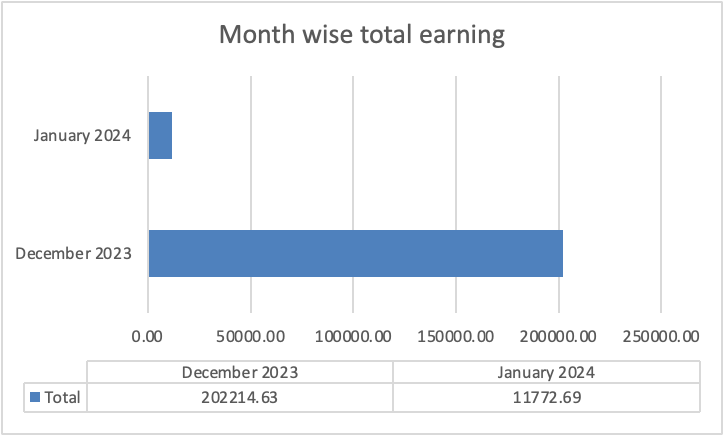 Month wise total earning
January 2024
December 2023
0.00 50000.00 100000.00 150000.00 200000.00 250000.00
December 2023 January 2024
Total 202214.63 11772.69